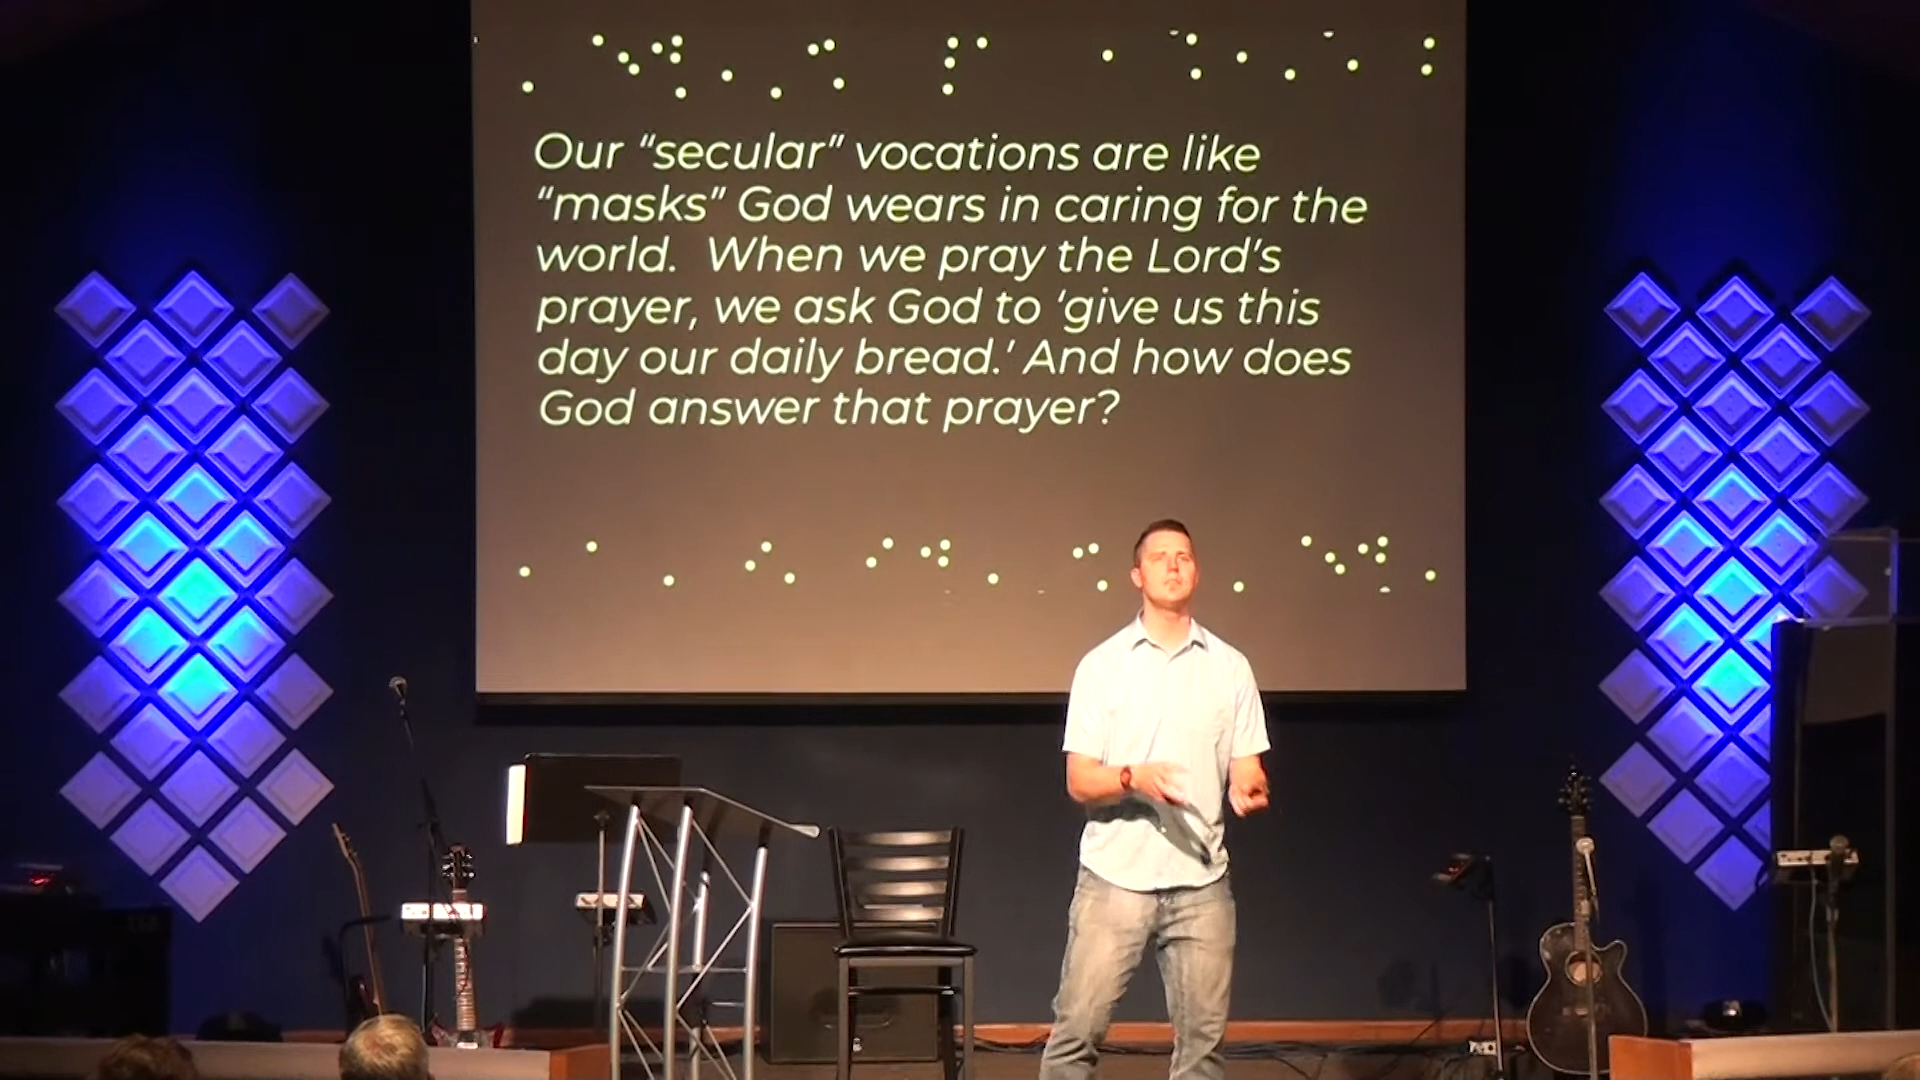 Our “secular” vocations are like
“masks” God wears in caring for the
world.  When we pray the Lord’s
prayer, we ask God to ‘give us this
day our daily bread.’ And how does
God answer that prayer?